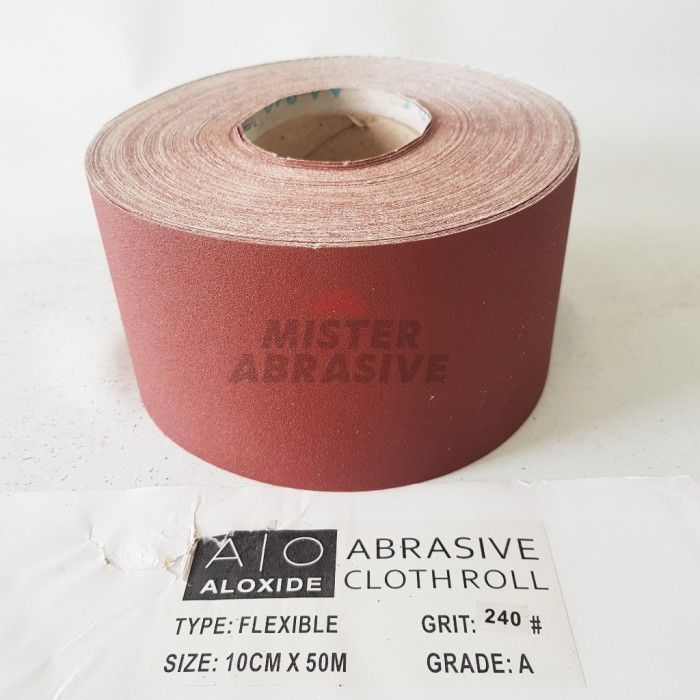 MISTER
ABRASIVE
A|O
ALOXIDE
ABRASIVE
CLOTH ROLL
TYPE: FLEXIBLE
GRIT: 240 #
SIZE: 10CM X 50M
GRADE: A